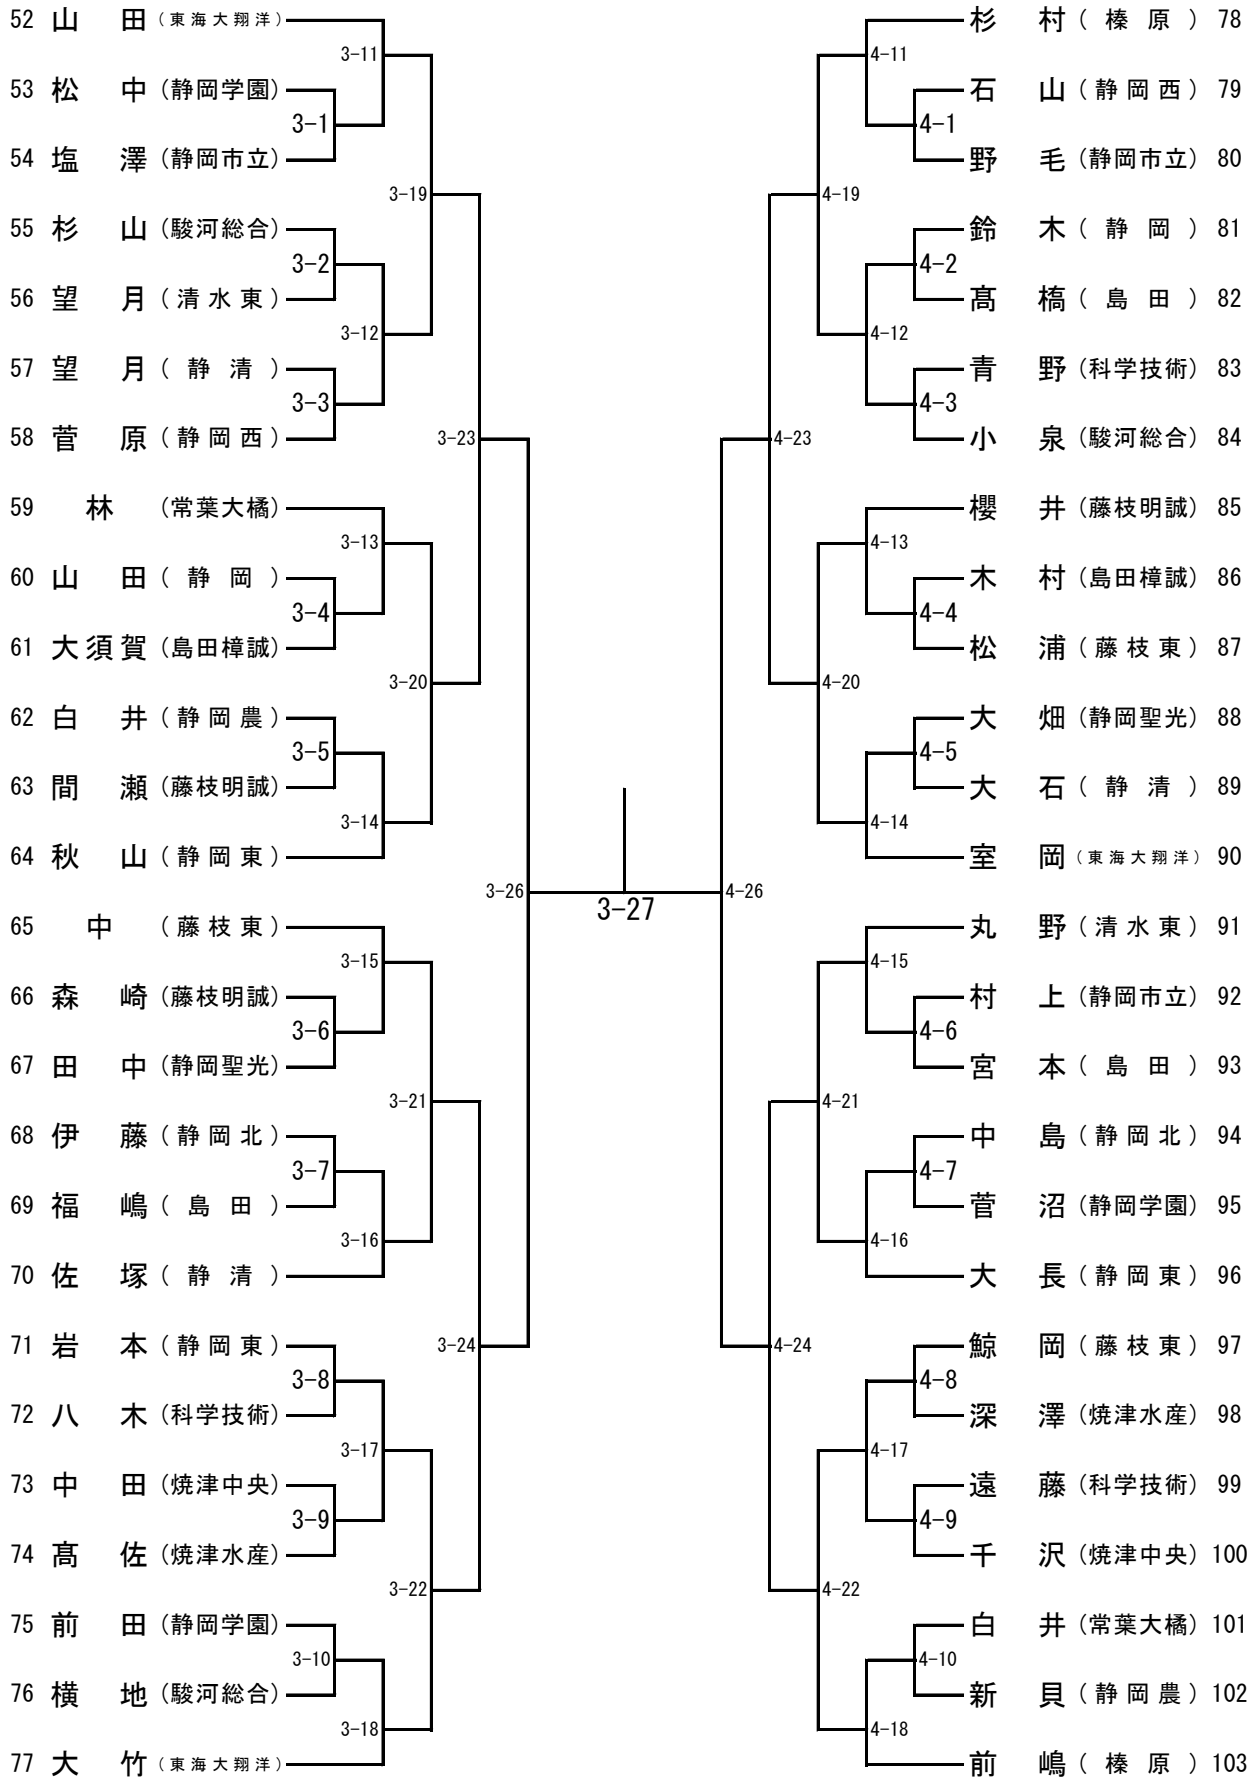 52 山田 (東海大翔洋)
3-11
53 松中 (静岡学園)
3-1
54 塩澤 (静岡市立)
3-19
55 杉山 (駿河総合)
3-2
56 望月 (清水東)
3-12
57 望月 (静清)
3-3
58 菅原 (静岡西)
3-23
59 林 (常葉大橘)
3-13
60 山田 (静岡)
3-4
61 大須賀 (島田樟誠)
3-20
62 白井 (静岡農)
3-5
63 間瀬 (藤枝明誠)
3-14
64 秋山 (静岡東)
3-26
65 中 (藤枝東)
3-15
66 森崎 (藤枝明誠)
3-6
67 田中 (静岡聖光)
3-21
68 伊藤 (静岡北)
3-7
69 福嶋 (島田)
3-16
70 佐塚 (静清)
71 岩本 (静岡東)
3-24
3-8
72 八木 (科学技術)
3-17
73 中田 (焼津中央)
3-9
74 髙佐 (焼津水産)
3-22
75 前田 (静岡学園)
3-10
76 横地 (駿河総合)
3-18
77 大竹 (東海大翔洋)
3-27
杉村 (榛原) 78
4-11
石山 (静岡西) 79
4-1
野毛 (静岡市立) 80
4-19
鈴木 (静岡) 81
4-2
髙橋 (島田) 82
4-12
青野 (科学技術) 83
4-3
小泉 (駿河総合) 84
4-23
櫻井 (藤枝明誠) 85
4-13
木村 (島田樟誠) 86
4-4
松浦 (藤枝東) 87
4-20
大畑 (静岡聖光) 88
4-5
大石 (静清) 89
4-14
室岡 (東海大翔洋) 90
4-26
丸野 (清水東) 91
4-15
村上 (静岡市立) 92
4-6
宮本 (島田) 93
4-21
中島 (静岡北) 94
4-7
菅沼 (静岡学園) 95
4-16
大長 (静岡東) 96
鯨岡 (藤枝東) 97
4-24
4-8
深澤 (焼津水産) 98
4-17
遠藤 (科学技術) 99
4-9
千沢 (焼津中央) 100
4-22
白井 (常葉大橘) 101
4-10
新貝 (静岡農) 102
4-18
前嶋 (榛原) 103